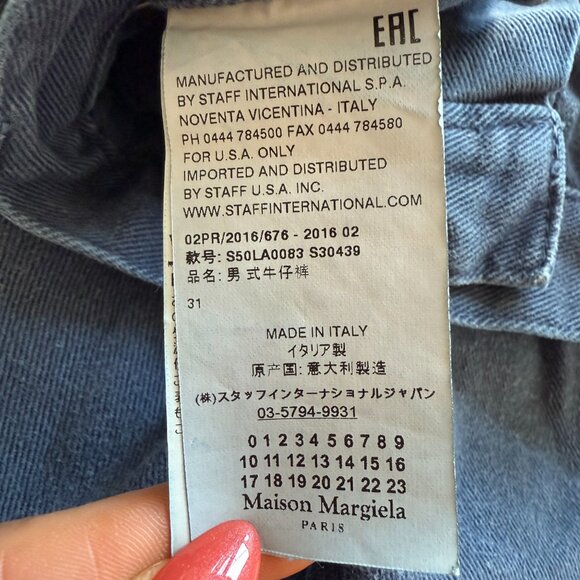 EAC
MANUFACTURED AND DISTRIBUTED
BY STAFF INTERNATIONAL S.P.A.
NOVENTA VICENTINA - ITALY
PH 0444 784500 FAX 0444 784580
FOR U.S.A. ONLY
IMPORTED AND DISTRIBUTED
BY STAFF U.S.A. INC.
WWW.STAFFINTERNATIONAL.COM
02PR/2016/676 - 2016 02
款号: S50LA0083 S30439
品名: 男 式牛仔裤
31
MADE IN ITALY
イタリア製
原产国: 意大利製造
(株)スタッフインターナショナルジャパン
03-5794-9931
0 1 2 3 4 5 6 7 8 9
10 11 12 13 14 15 16
17 18 19 20 21 22 23
Maison Margiela
PARIS